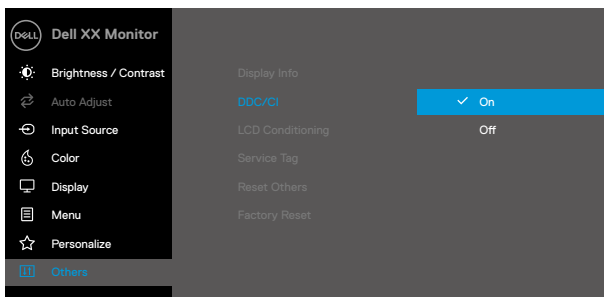 DELL
Dell XX Monitor
Brightness / Contrast
Auto Adjust
Input Source
Color
Display
Menu
Personalize
Others
Display Info
DDC/CI
LCD Conditioning
Service Tag
Reset Others
Factory Reset
On
Off